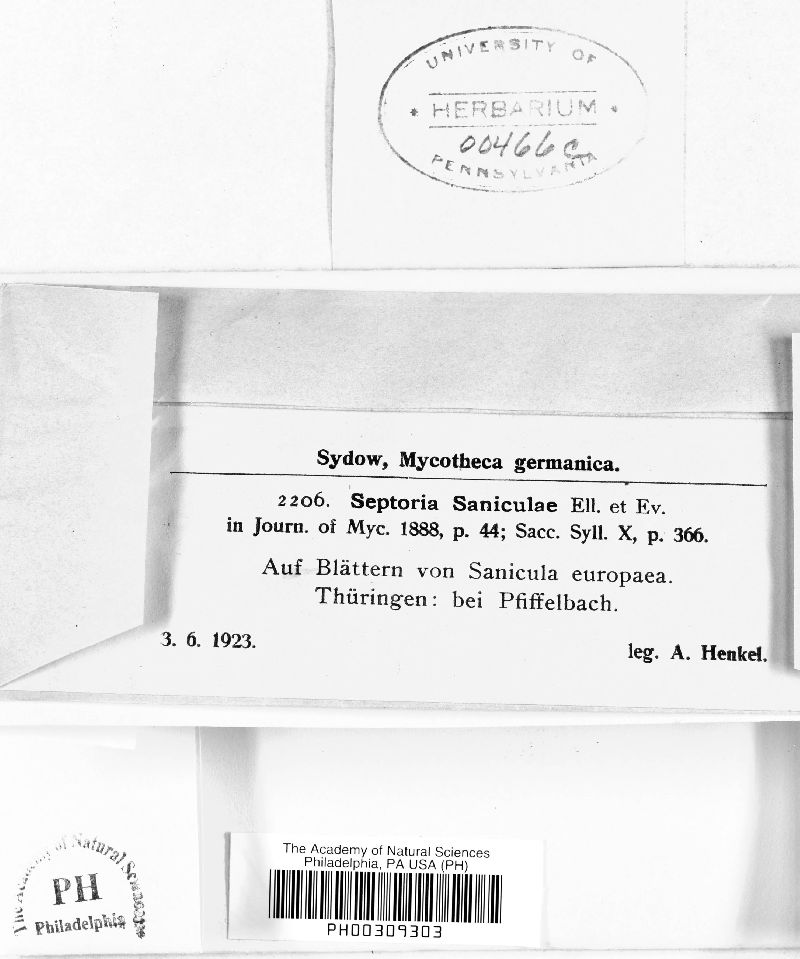 UNIVERSITY OF
* HERBARIUM *
00466c
PENNSYLVANIA
Sydow, Mycotheca germanica.
2206. Septoria Saniculae Ell. et Ev.
in Journ. of Myc. 1888, p. 44; Sacc. Syll. X, p. 366.
Auf Blättern von Sanicula europaea.
Thüringen: bei Pfiffelbach.
3. 6. 1923.
leg. A. Henkel.
The Academy of Natural Sciences
PH
Philadelphia
The Academy of Natural Sciences
Philadelphia, PA USA (PH)
PH00309303